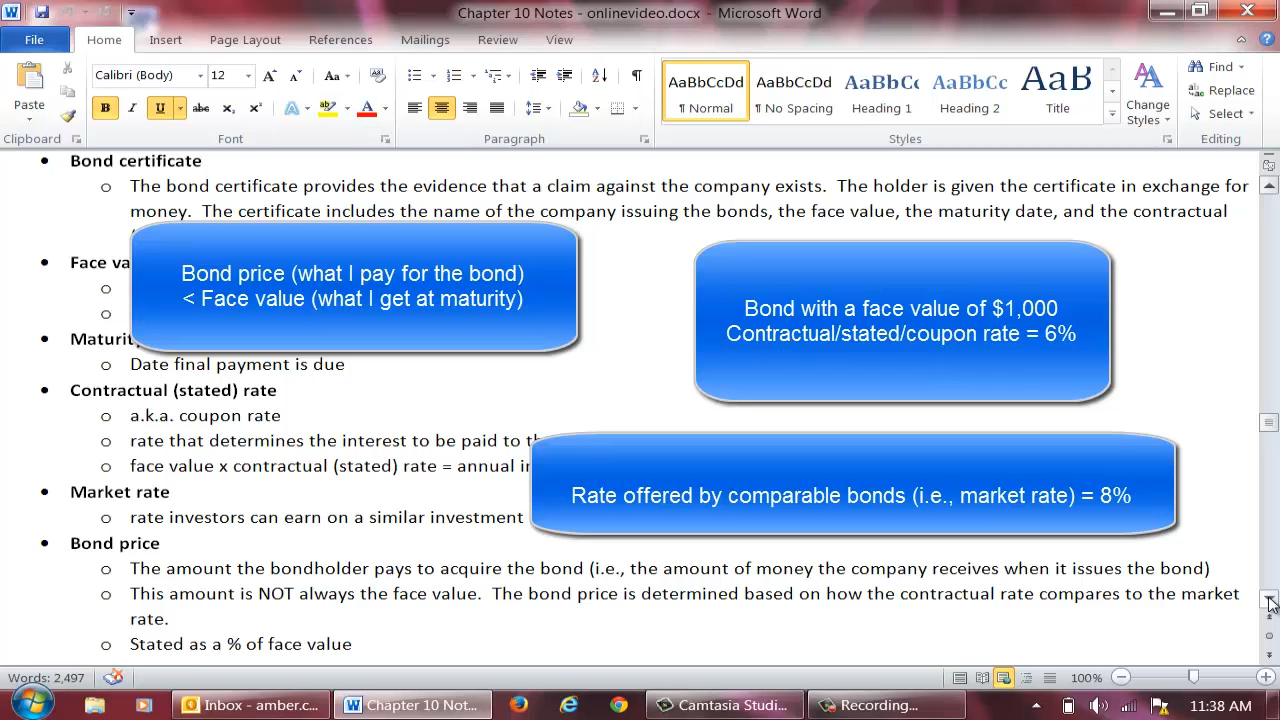 Chapter 10 Notes - onlinevideo.docx - Microsoft Word
File Home Insert Page Layout References Mailings Review View
Calibri (Body) 12 Aa
Paste
B I U abc x₂ x² A A
AaBbCcDd AaBbCcDd AaBbCc AaBbCc AaB
¶ Normal ¶ No Spacing Heading 1 Heading 2 Title
Change Styles
Find
Replace
Select
Clipboard Font Paragraph Styles Editing
• Bond certificate
o The bond certificate provides the evidence that a claim against the company exists. The holder is given the certificate in exchange for
money. The certificate includes the name of the company issuing the bonds, the face value, the maturity date, and the contractual
• Face va
Bond price (what I pay for the bond)
< Face value (what I get at maturity)
Bond with a face value of $1,000
Contractual/stated/coupon rate = 6%
• Maturity
o Date final payment is due
• Contractual (stated) rate
o a.k.a. coupon rate
o rate that determines the interest to be paid to th
o face value x contractual (stated) rate = annual in
Rate offered by comparable bonds (i.e., market rate) = 8%
• Market rate
o rate investors can earn on a similar investment
• Bond price
o The amount the bondholder pays to acquire the bond (i.e., the amount of money the company receives when it issues the bond)
o This amount is NOT always the face value. The bond price is determined based on how the contractual rate compares to the market
rate.
o Stated as a % of face value
Words: 2,497 100%
Inbox - amber.c... Chapter 10 Not... Camtasia Studi... Recording... 11:38 AM